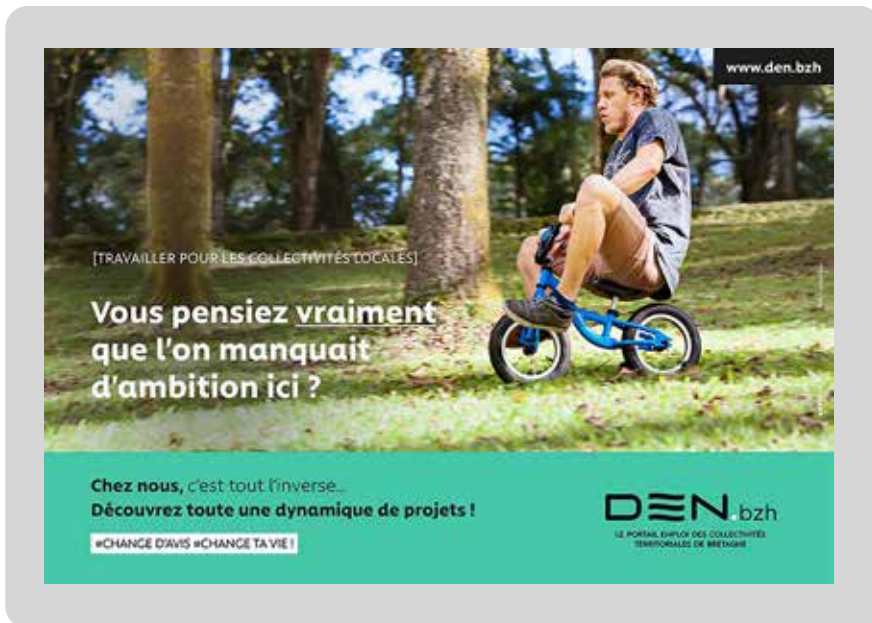 www.den.bzh
[TRAVAILLER POUR LES COLLECTIVITÉS LOCALES]
Vous pensiez vraiment
que l'on manquait
d'ambition ici ?
Chez nous, c'est tout l'inverse...
Découvrez toute une dynamique de projets !
#CHANGE D'AVIS #CHANGE TA VIE !
DEN.bzh
LE PORTAIL EMPLOI DES COLLECTIVITÉS
TERRITORIALES DE BRETAGNE